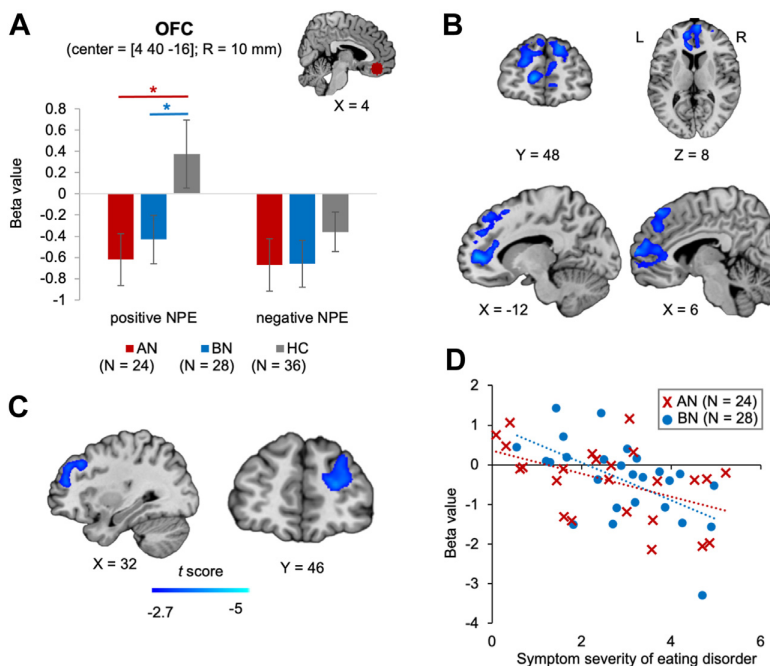 A
OFC
(center = [4 40 -16]; R = 10 mm)
X = 4
*
*
0.8
0.6
0.4
0.2
0
-0.2
-0.4
-0.6
-0.8
-1
Beta value
positive NPE
negative NPE
AN
(N = 24)
BN
(N = 28)
HC
(N = 36)
B
L
R
Y = 48
Z = 8
X = -12
X = 6
C
X = 32
Y = 46
t score
-2.7
-5
D
AN (N = 24)
BN (N = 28)
2
1
0
-1
-2
-3
-4
Beta value
0
2
4
6
Symptom severity of eating disorder